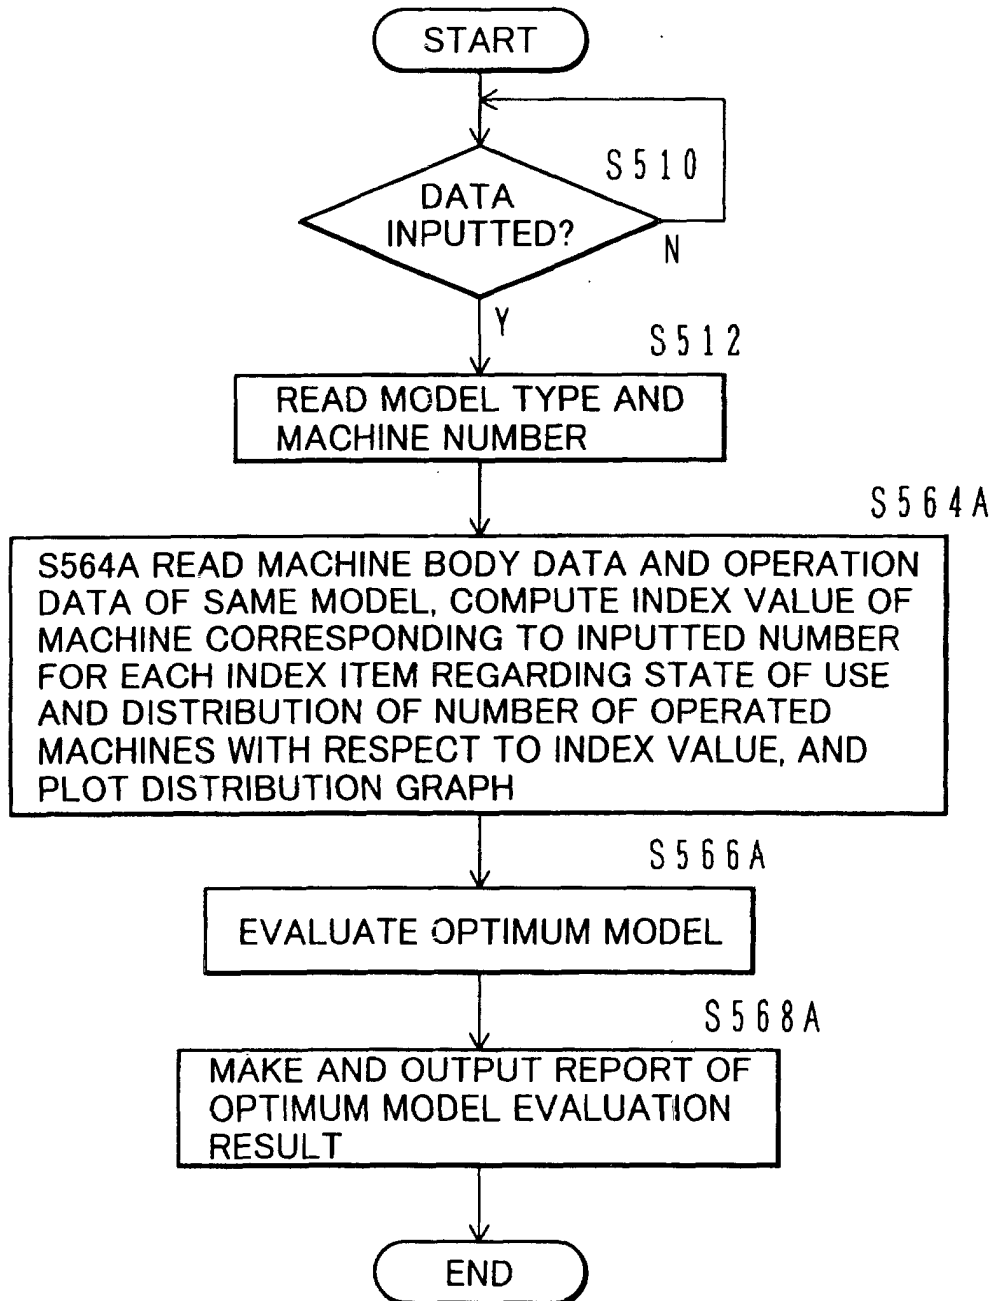 START
S510
DATA
INPUTTED?
N
Y
S512
READ MODEL TYPE AND
MACHINE NUMBER
S564A
S564A READ MACHINE BODY DATA AND OPERATION
DATA OF SAME MODEL, COMPUTE INDEX VALUE OF
MACHINE CORRESPONDING TO INPUTTED NUMBER
FOR EACH INDEX ITEM REGARDING STATE OF USE
AND DISTRIBUTION OF NUMBER OF OPERATED
MACHINES WITH RESPECT TO INDEX VALUE, AND
PLOT DISTRIBUTION GRAPH
S566A
EVALUATE OPTIMUM MODEL
S568A
MAKE AND OUTPUT REPORT OF
OPTIMUM MODEL EVALUATION
RESULT
END